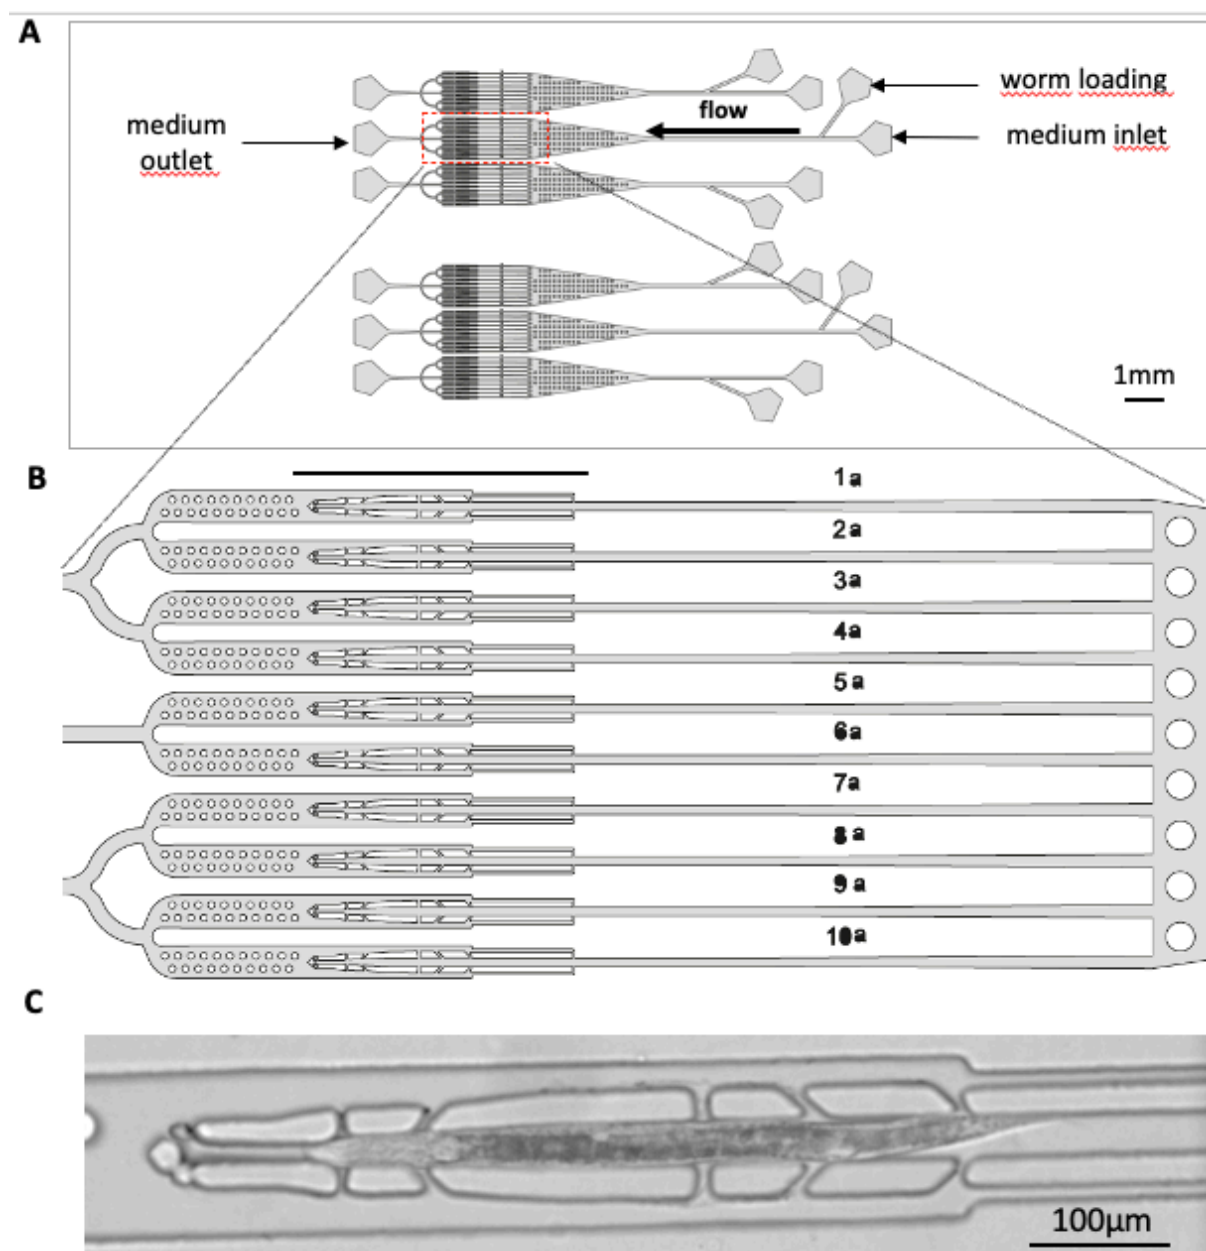 A
worm loading
flow
medium
outlet
medium inlet
1mm
B
1a
2a
3a
4a
5a
6a
7a
8a
9a
10a
C
100μm